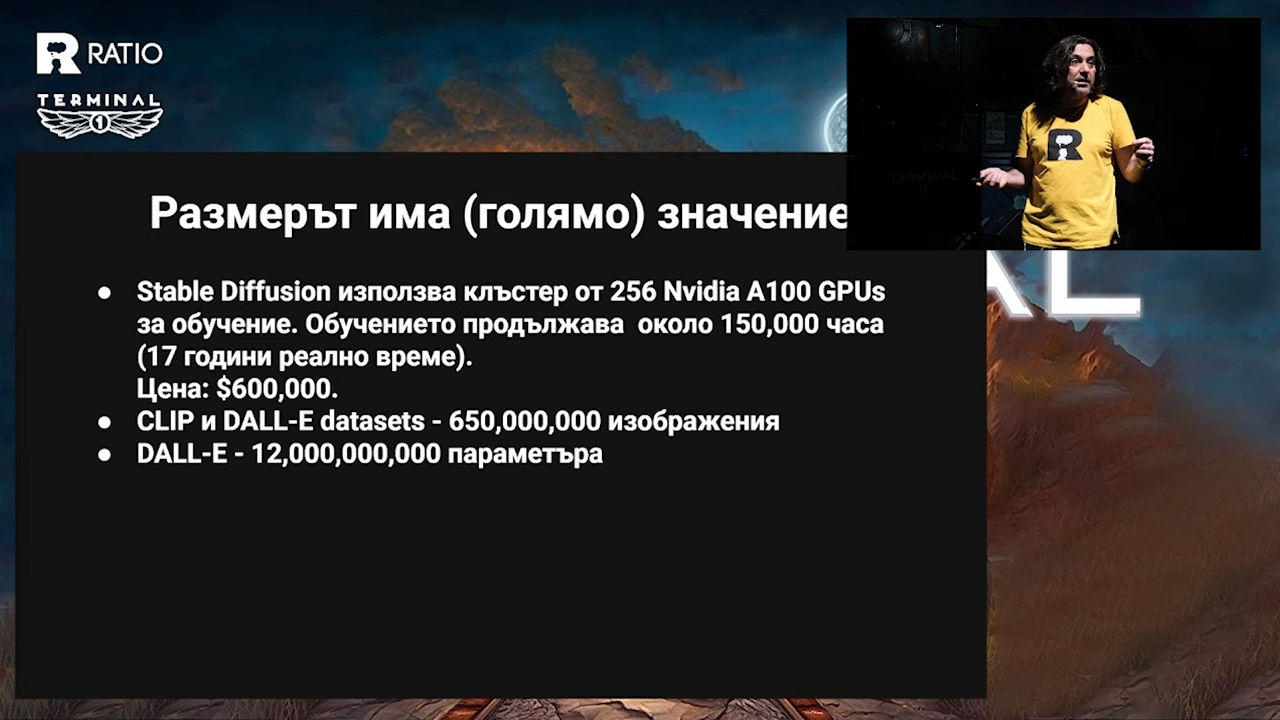 RATIO
TERMINAL
1
Размерът има (голямо) значение
● Stable Diffusion използва клъстер от 256 Nvidia A100 GPUs
за обучение. Обучението продължава около 150,000 часа
(17 години реално време).
Цена: $600,000.
● CLIP и DALL-E datasets - 650,000,000 изображения
● DALL-E - 12,000,000,000 параметъра
R
TERMINAL